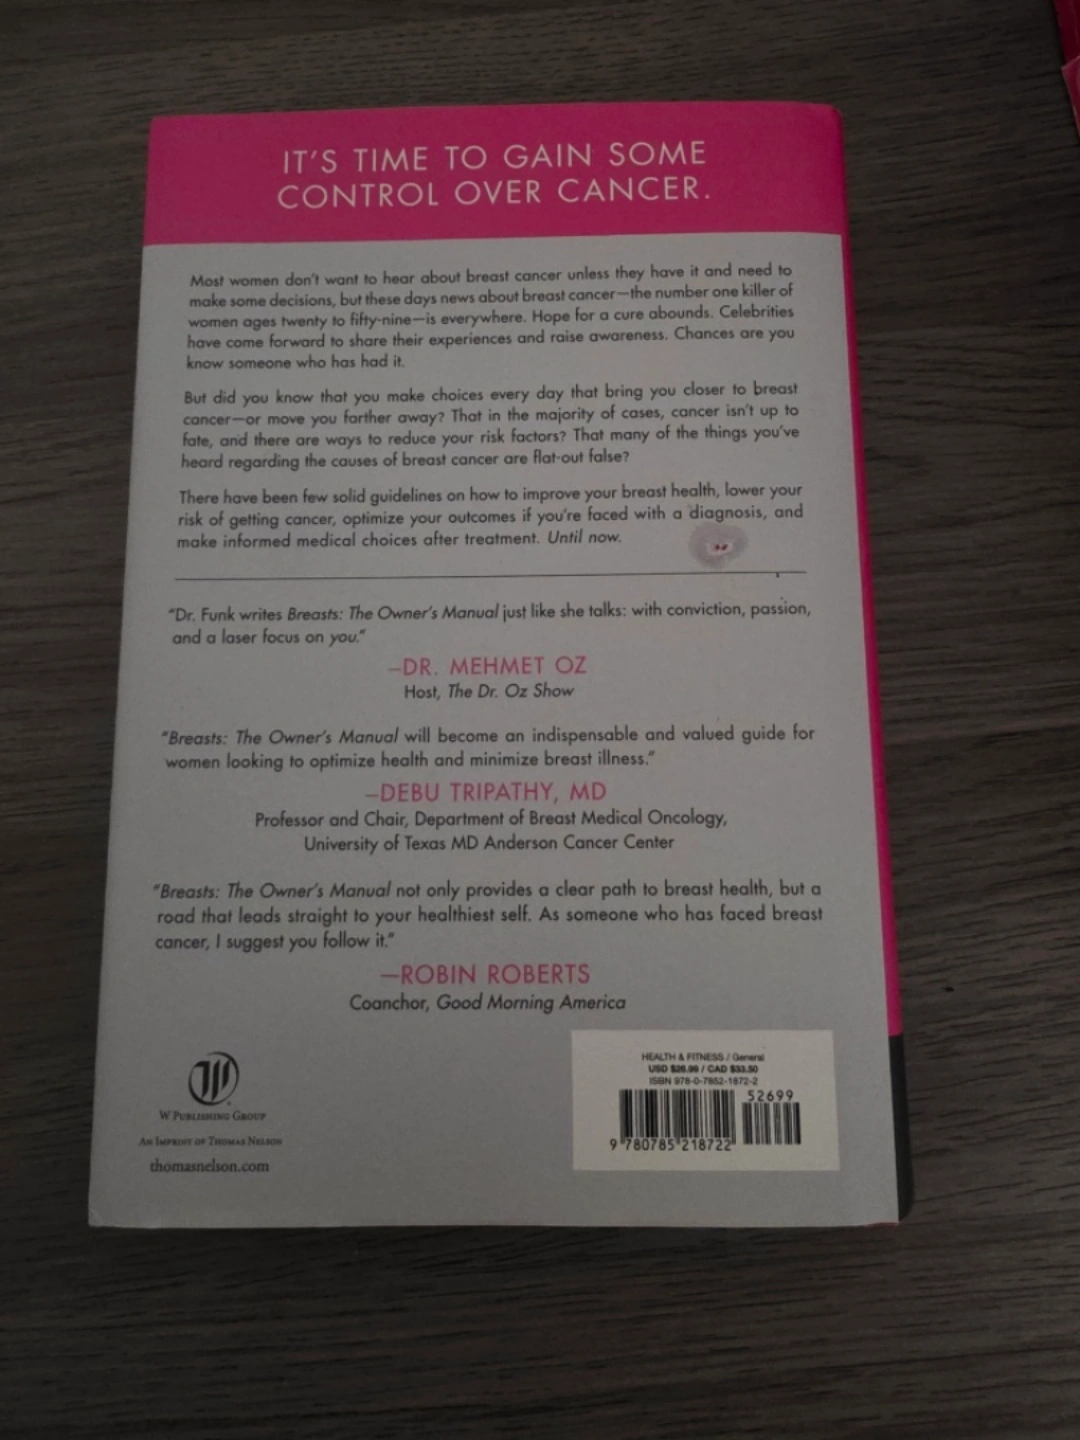 IT'S TIME TO GAIN SOME
CONTROL OVER CANCER.
Most women don't want to hear about breast cancer unless they have it and need to
make some decisions, but these days news about breast cancer—the number one killer of
women ages twenty to fifty-nine—is everywhere. Hope for a cure abounds. Celebrities
have come forward to share their experiences and raise awareness. Chances are you
know someone who has had it.
But did you know that you make choices every day that bring you closer to breast
cancer—or move you farther away? That in the majority of cases, cancer isn't up to
fate, and there are ways to reduce your risk factors? That many of the things you've
heard regarding the causes of breast cancer are flat-out false?
There have been few solid guidelines on how to improve your breast health, lower your
risk of getting cancer, optimize your outcomes if you're faced with a diagnosis, and
make informed medical choices after treatment. Until now.
"Dr. Funk writes Breasts: The Owner's Manual just like she talks: with conviction, passion,
and a laser focus on you."
—DR. MEHMET OZ
Host, The Dr. Oz Show
"Breasts: The Owner's Manual will become an indispensable and valued guide for
women looking to optimize health and minimize breast illness."
—DEBU TRIPATHY, MD
Professor and Chair, Department of Breast Medical Oncology,
University of Texas MD Anderson Cancer Center
"Breasts: The Owner's Manual not only provides a clear path to breast health, but a
road that leads straight to your healthiest self. As someone who has faced breast
cancer, I suggest you follow it."
—ROBIN ROBERTS
Coanchor, Good Morning America
W
W PUBLISHING GROUP
AN IMPRINT OF THOMAS NELSON
thomasnelson.com
HEALTH & FITNESS / General
USD $26.99 / CAD $33.50
ISBN 978-0-7852-1872-2
52699
9 780785 218722